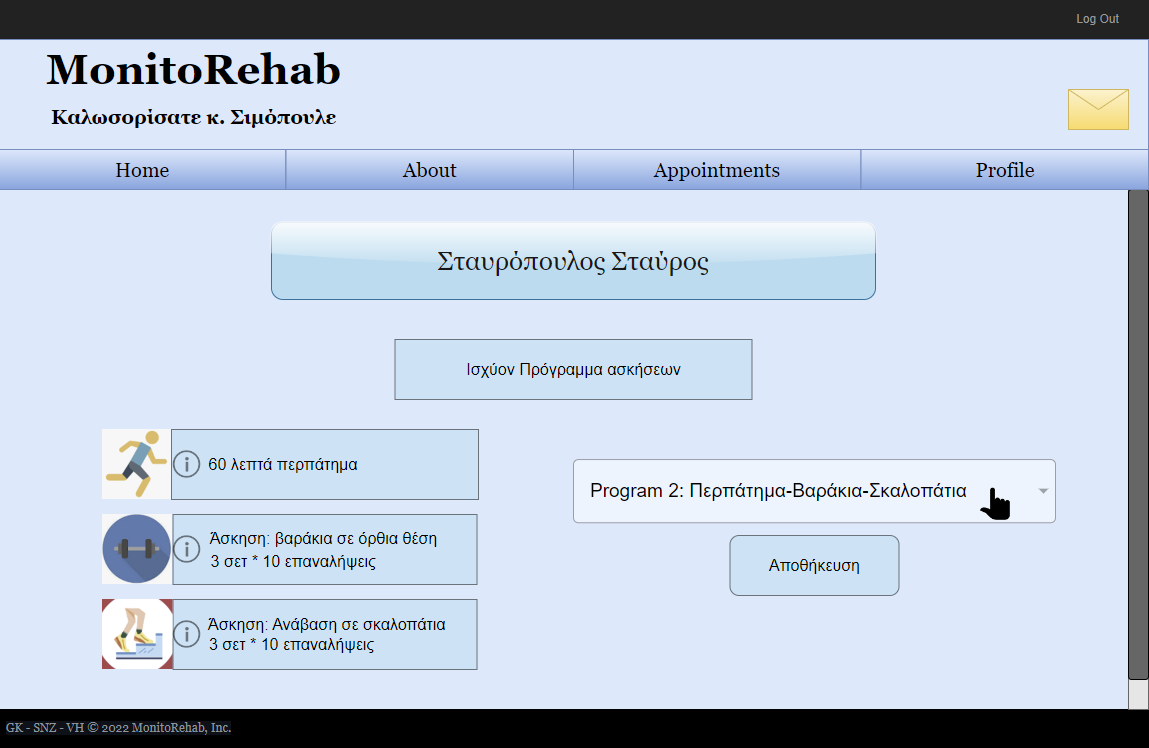 Log Out
MonitoRehab
Καλωσορίσατε κ. Σιμόπουλε
Home
About
Appointments
Profile
Σταυρόπουλος Σταύρος
Ισχύον Πρόγραμμα ασκήσεων
60 λεπτά περπάτημα
Άσκηση: βαράκια σε όρθια θέση
3 σετ * 10 επαναλήψεις
Άσκηση: Ανάβαση σε σκαλοπάτια
3 σετ * 10 επαναλήψεις
Program 2: Περπάτημα-Βαράκια-Σκαλοπάτια
Αποθήκευση
GK - SNZ - VH © 2022 MonitoRehab, Inc.